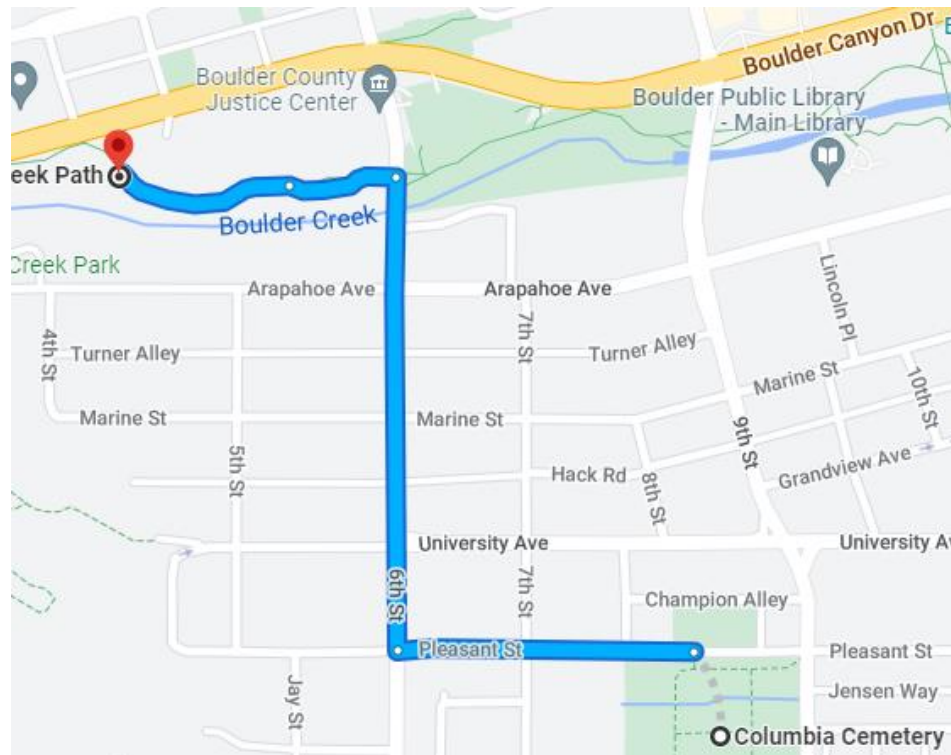 Boulder Canyon Dr
Boulder County
Justice Center
Boulder Public Library
- Main Library
eek Path
Boulder Creek
Creek Park
Arapahoe Ave
Arapahoe Ave
Lincoln Pl
4th St
7th St
Turner Alley
Turner Alley
Marine St
10th St
Marine St
Marine St
9th St
5th St
Hack Rd
8th St
Grandview Ave
University Ave
University Av
6th St
7th St
Champion Alley
Pleasant St
Pleasant St
Jay St
Jensen Way
Columbia Cemetery